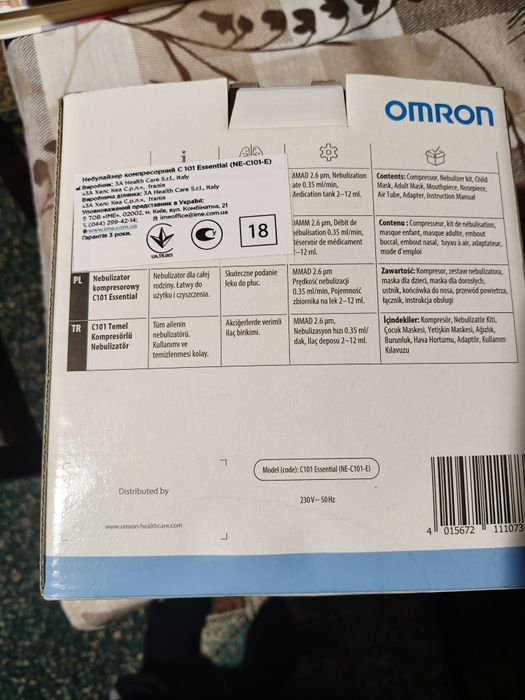 OMRON
Небулайзер компресорний C 101 Essential (NE-C101-E)
Виробник: 3A Health Care S.r.l., Italy
«3А Хелс Кеа С.р.л.», Італія
Виробнича ділянка: 3A Health Care S.r.l., Italy
«3А Хелс Кеа С.р.л.», Італія
Уповноважений представник в Україні:
ТОВ «ІМЕ», 02002, м. Київ, вул. Комбінатна, 21
(044) 299-42-14; imeoffice@ime.com.ua
www.ime.com.ua
Гарантія 3 роки.
UA.TR.001
18
MMAD 2.6 µm, Nebulization
ate 0.35 ml/min,
Medication tank 2–12 ml.
Contents: Compressor, Nebulizer kit, Child
Mask, Adult Mask, Mouthpiece, Nosepiece,
Air Tube, Adapter, Instruction Manual
DAMM 2.6 µm, Débit de
ébulisation 0.35 ml/min,
éservoir de médicament
2–12 ml.
Contenu : Compresseur, kit de nébulisation,
masque enfant, masque adulte, embout
buccal, embout nasal, tuyau à air, adaptateur,
mode d'emploi
PL
Nebulizator
kompresorowy
C101 Essential
Nebulizator dla całej
rodziny. Łatwy do
użytku i czyszczenia.
Skuteczne podanie
leku do płuc.
MMAD 2.6 µm
Prędkość nebulizacji
0.35 ml/min, Pojemność
zbiornika na lek 2–12 ml.
Zawartość: Kompresor, zestaw nebulizatora,
maska dla dzieci, maska dla dorosłych,
ustnik, końcówka do nosa, przewód powietrza,
łącznik, instrukcja obsługi
TR
C101 Temel
Kompresörlü
Nebulizatör
Tüm ailenin
nebulizatörü.
Kullanımı ve
temizlenmesi kolay.
Akciğerlerde verimli
ilaç birikimi.
MMAD 2.6 µm,
Nebulizasyon hızı 0.35 ml/
dak, İlaç deposu 2–12 ml.
İçindekiler: Kompresör, Nebulizatör Kiti,
Çocuk Maskesi, Yetişkin Maskesi, Ağızlık,
Burunluk, Hava Hortumu, Adaptör, Kullanım
Kılavuzu
Model (code): C101 Essential (NE-C101-E)
230 V~ 50 Hz
Distributed by
www.omron-healthcare.com
4 015672 111073